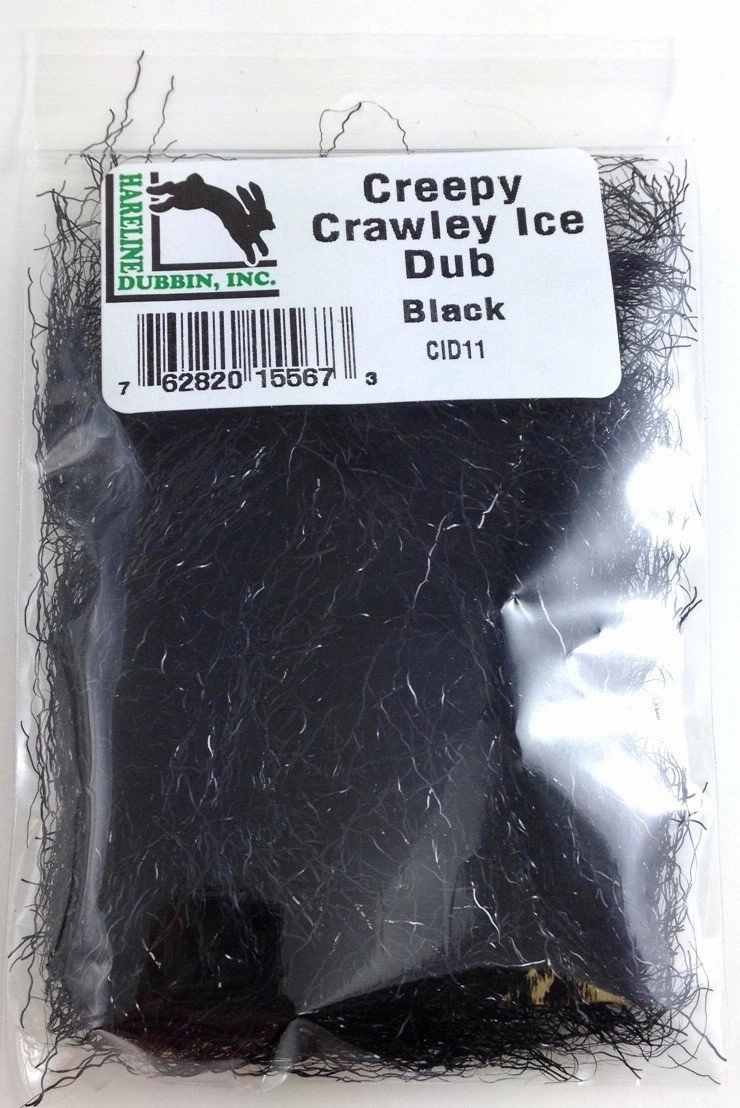 HARELINE
DUBBIN, INC.
Creepy
Crawley Ice
Dub
Black
CID11
7 62820 15567 3